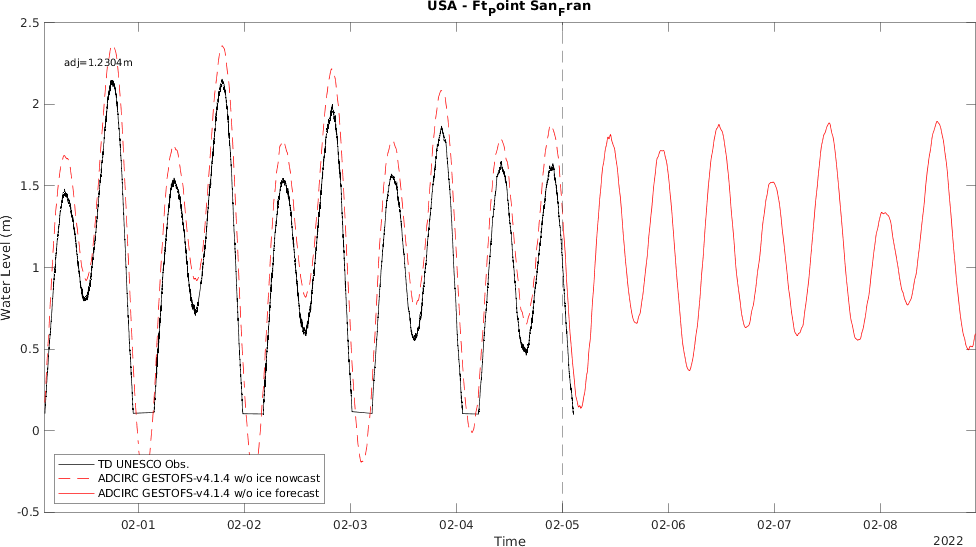 USA - Ft_Point San_Fran
2.5
adj=1.2304m
2
1.5
1
0.5
0
-0.5
Water Level (m)
TD UNESCO Obs.
ADCIRC GESTOFS-v4.1.4 w/o ice nowcast
ADCIRC GESTOFS-v4.1.4 w/o ice forecast
02-01 02-02 02-03 02-04 02-05 02-06 02-07 02-08
Time
2022